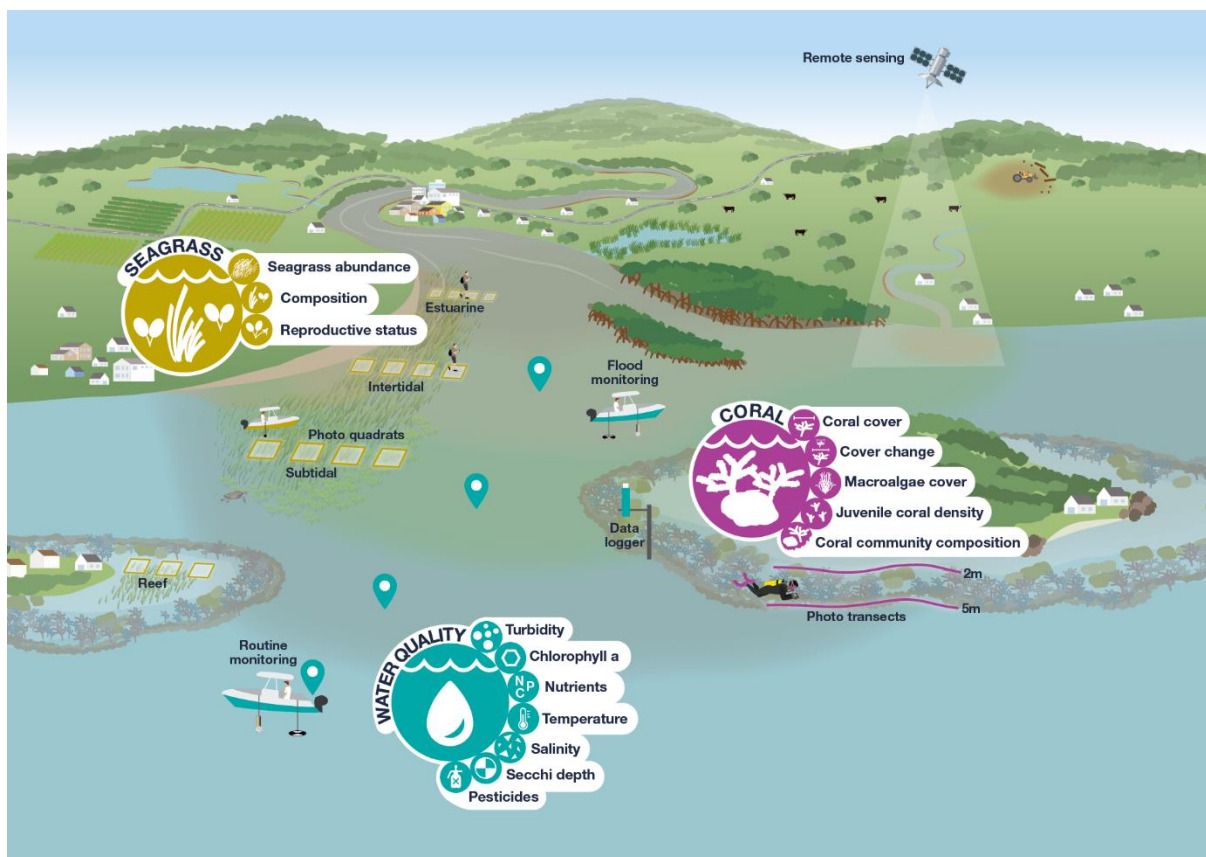 Remote sensing
SEAGRASS
Seagrass abundance
Composition
Reproductive status
Estuarine
Intertidal
Photo quadrats
Subtidal
Flood
monitoring
CORAL
Coral cover
Cover change
Macroalgae cover
Juvenile coral density
Coral community composition
Data
logger
2m
5m
Photo transects
Reef
Routine
monitoring
WATER QUALITY
Turbidity
Chlorophyll a
N
P
C
Nutrients
Temperature
Salinity
Secchi depth
Pesticides